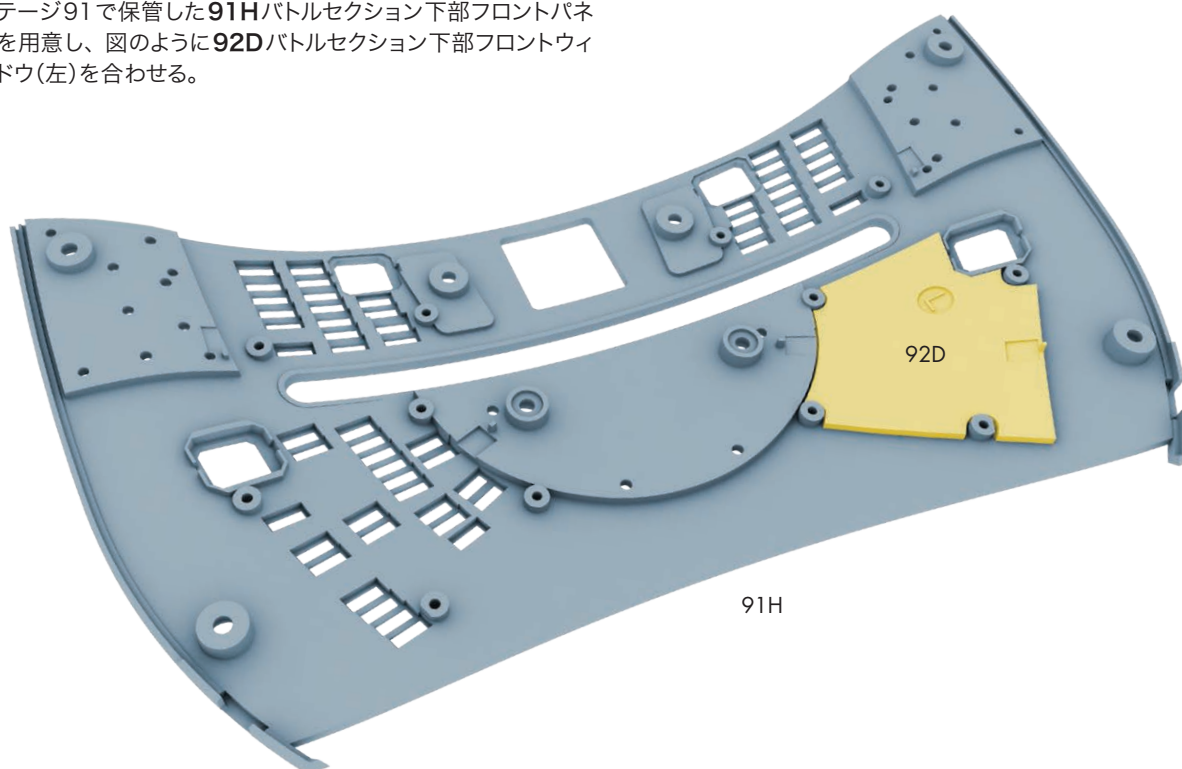 テージ91で保管した91Hバトルセクション下部フロントパネ
を用意し、図のように92Dバトルセクション下部フロントウィ
ドウ(左)を合わせる。
L
92D
91H